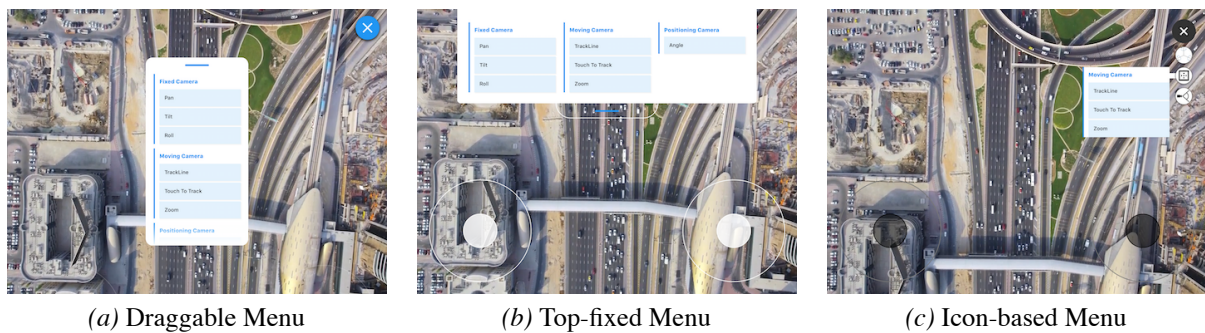 Fixed Camera
Pan
Tilt
Roll
Moving Camera
TrackLine
Touch To Track
Zoom
Positioning Camera
Fixed Camera
Pan
Tilt
Roll
Moving Camera
TrackLine
Touch To Track
Zoom
Positioning Camera
Angle
Moving Camera
TrackLine
Touch To Track
Zoom
(a) Draggable Menu
(b) Top-fixed Menu
(c) Icon-based Menu